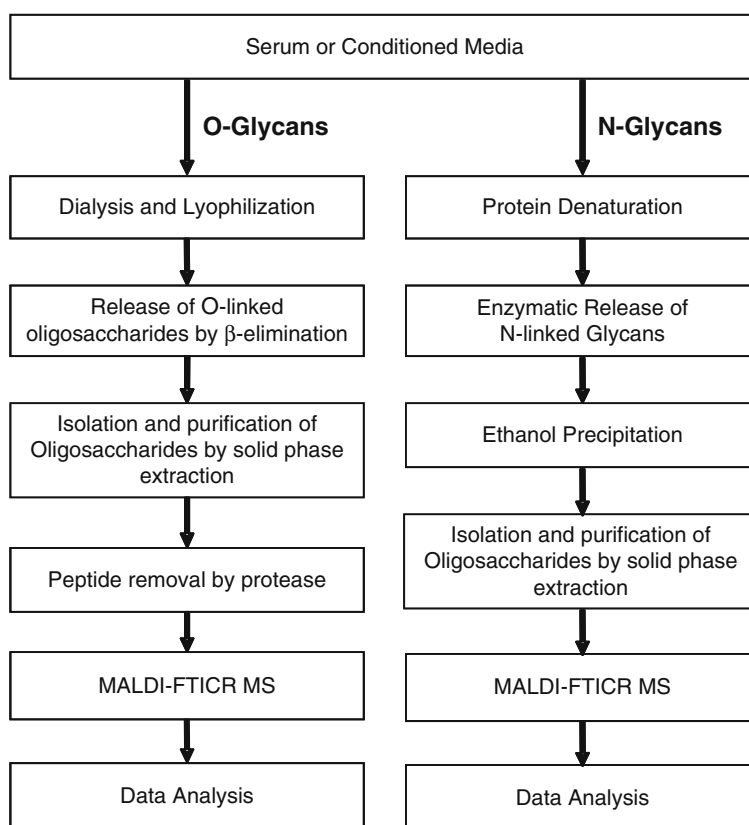 Serum or Conditioned Media
O-Glycans
N-Glycans
Dialysis and Lyophilization
Release of O-linked
oligosaccharides by β-elimination
Isolation and purification of
Oligosaccharides by solid phase
extraction
Peptide removal by protease
MALDI-FTICR MS
Data Analysis
Protein Denaturation
Enzymatic Release of
N-linked Glycans
Ethanol Precipitation
Isolation and purification of
Oligosaccharides by solid phase
extraction
MALDI-FTICR MS
Data Analysis